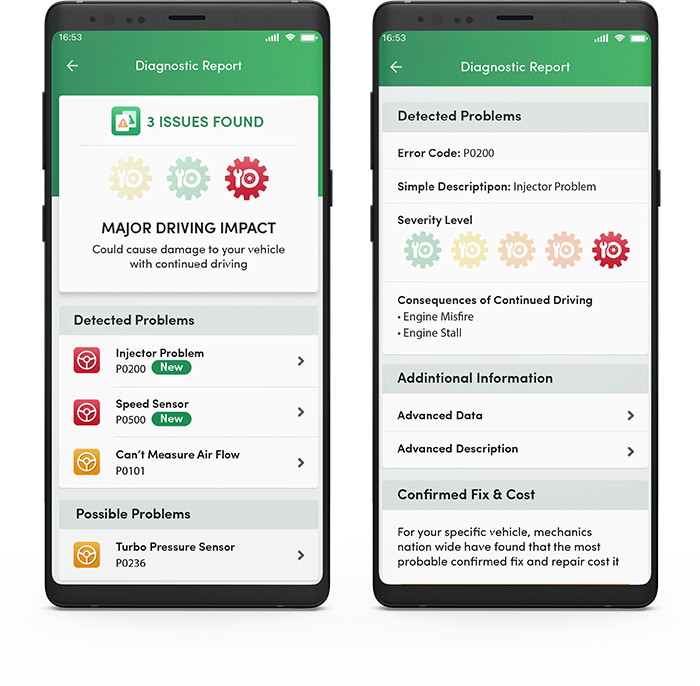 16:53
Diagnostic Report
3 ISSUES FOUND
MAJOR DRIVING IMPACT
Could cause damage to your vehicle
with continued driving
Detected Problems
Injector Problem
P0200 New
Speed Sensor
P0500 New
Can't Measure Air Flow
P0101
Possible Problems
Turbo Pressure Sensor
P0236
16:53
Diagnostic Report
Detected Problems
Error Code: P0200
Simple Descriptipon: Injector Problem
Severity Level
Consequences of Continued Driving
• Engine Misfire
• Engine Stall
Addintional Information
Advanced Data
Advanced Description
Confirmed Fix & Cost
For your specific vehicle, mechanics
nation wide have found that the most
probable confirmed fix and repair cost it